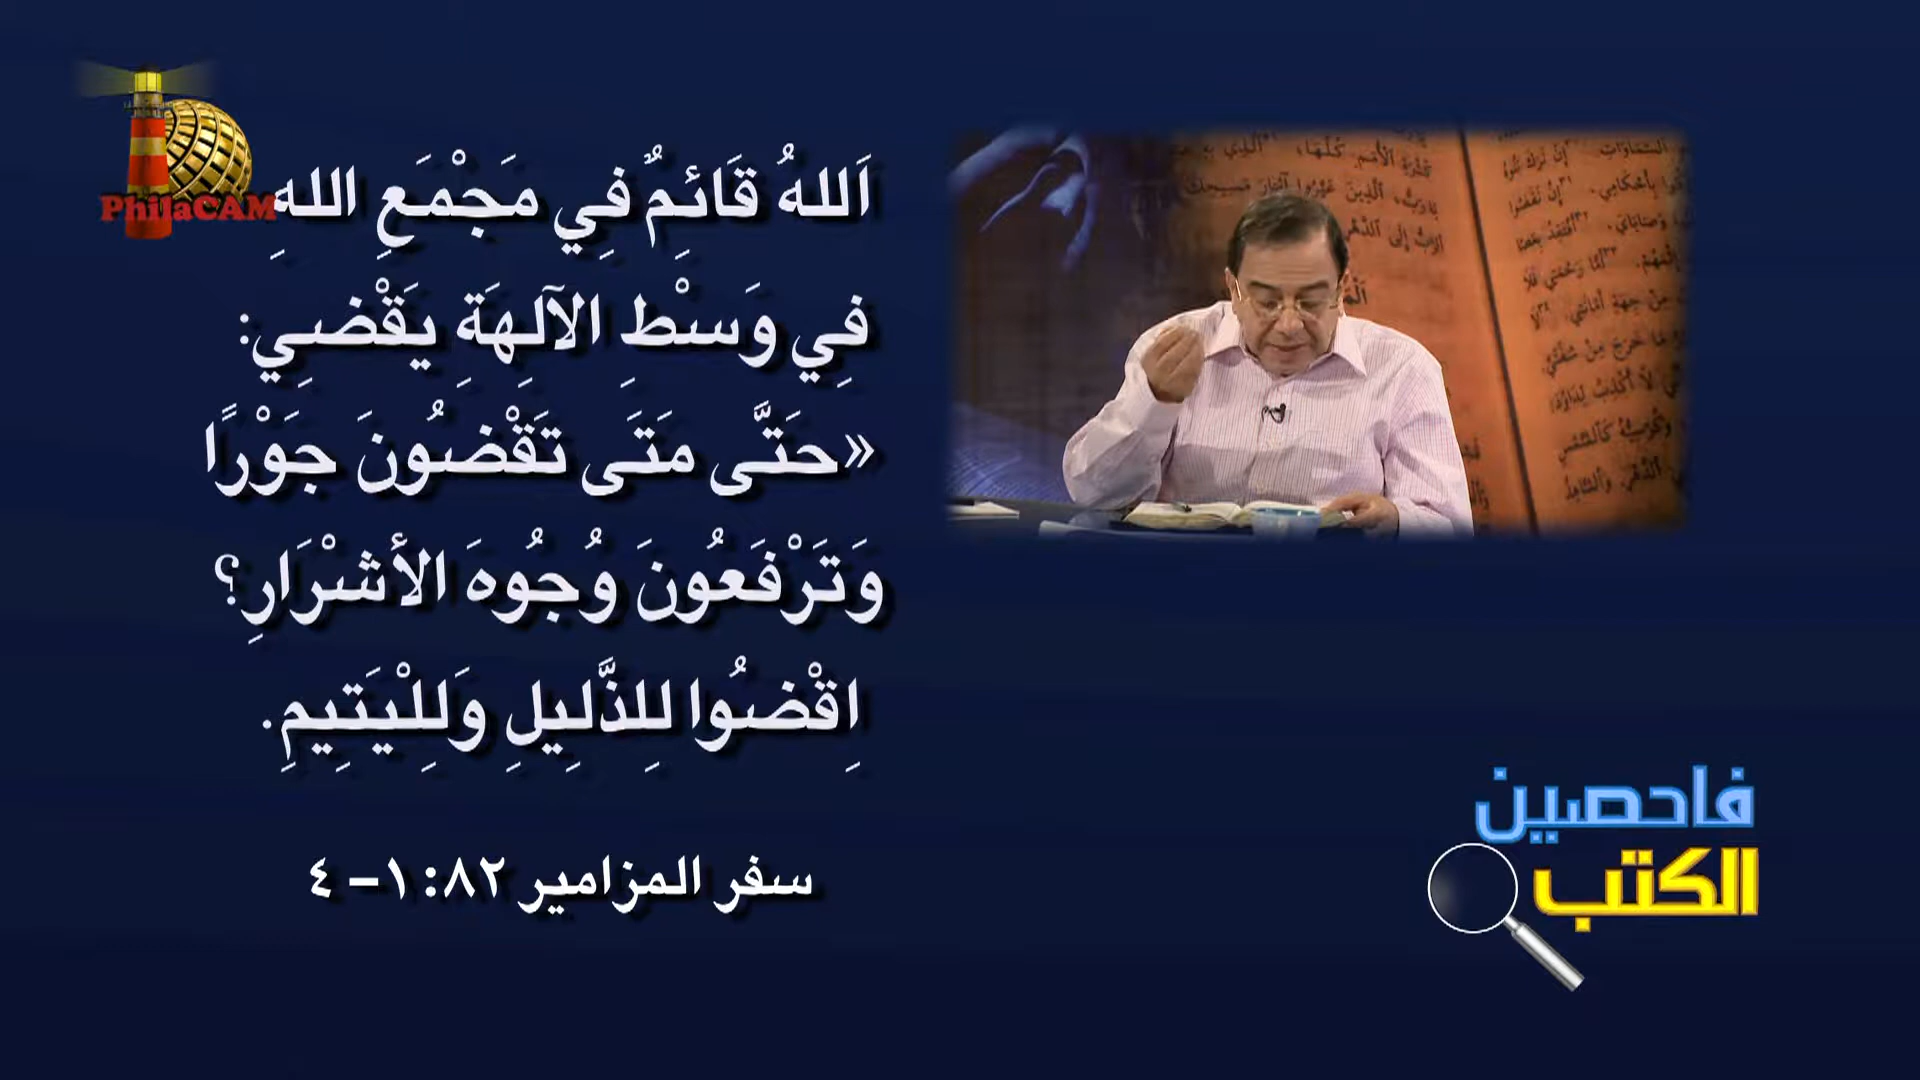 PhilaCAM
اَللهُ قَائِمٌ فِي مَجْمَعِ اللهِ
فِي وَسْطِ الآلِهَةِ يَقْضِي:
«حَتَّى مَتَى تَقْضُونَ جَوْرًا
وَتَرْفَعُونَ وُجُوهَ الأشْرَارِ؟
اِقْضُوا لِلذَّلِيلِ وَلِلْيَتِيمِ.
سفر المزامير ٨٢: ١- ٤
فاحصين
الكتب